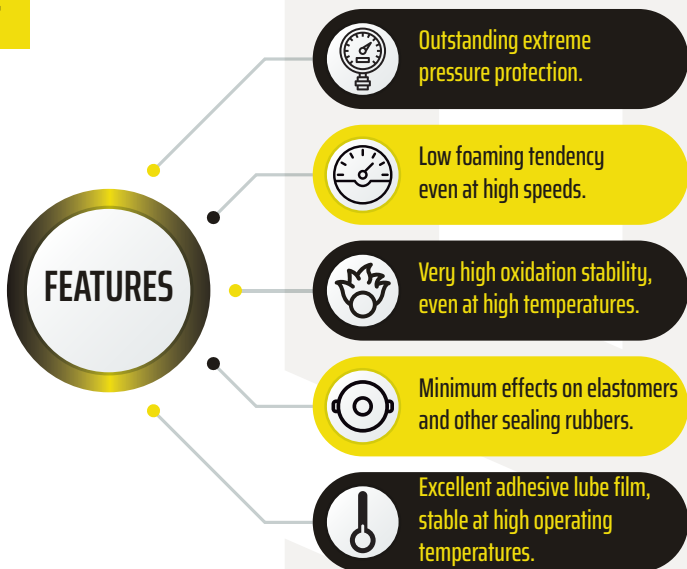 Outstanding extreme
pressure protection.
Low foaming tendency
even at high speeds.
FEATURES
Very high oxidation stability,
even at high temperatures.
Minimum effects on elastomers
and other sealing rubbers.
Excellent adhesive lube film,
stable at high operating
temperatures.